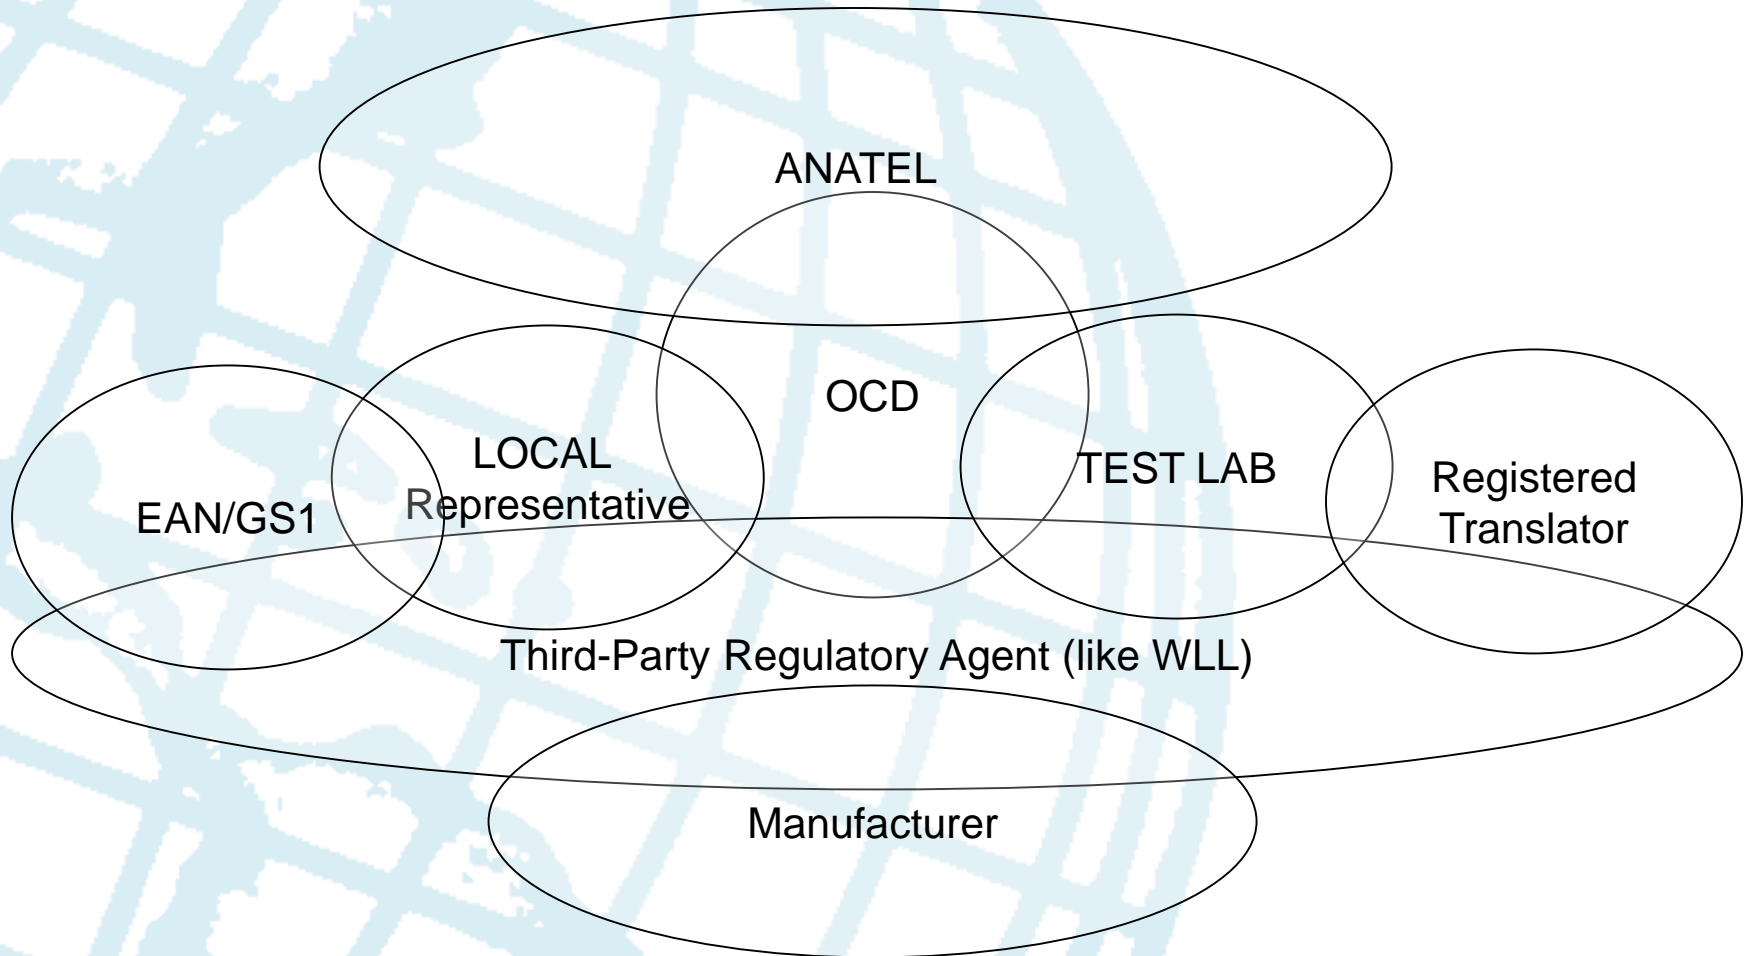 ANATEL
OCD
LOCAL
Representative
TEST LAB
Registered
Translator
EAN/GS1
Third-Party Regulatory Agent (like WLL)
Manufacturer